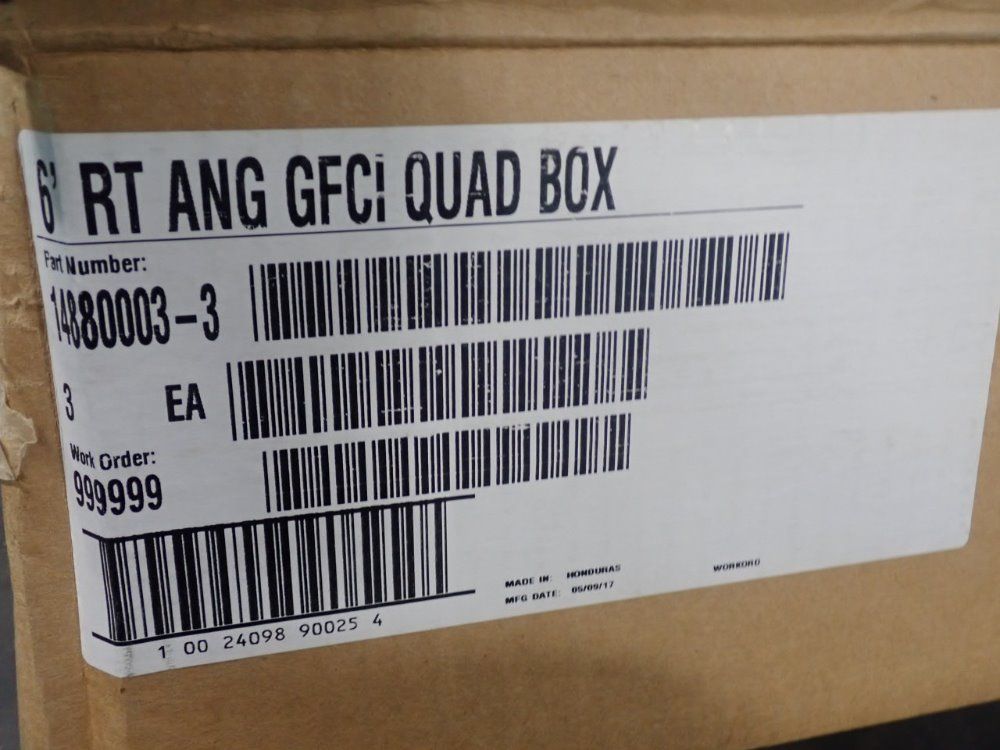 6' RT ANG GFCI QUAD BOX
Part Number:
14880003-3
3 EA
Work Order:
999999
1 00 24098 90025 4
MADE IN: HONDURAS
MFG DATE: 05/09/17
WORKORD